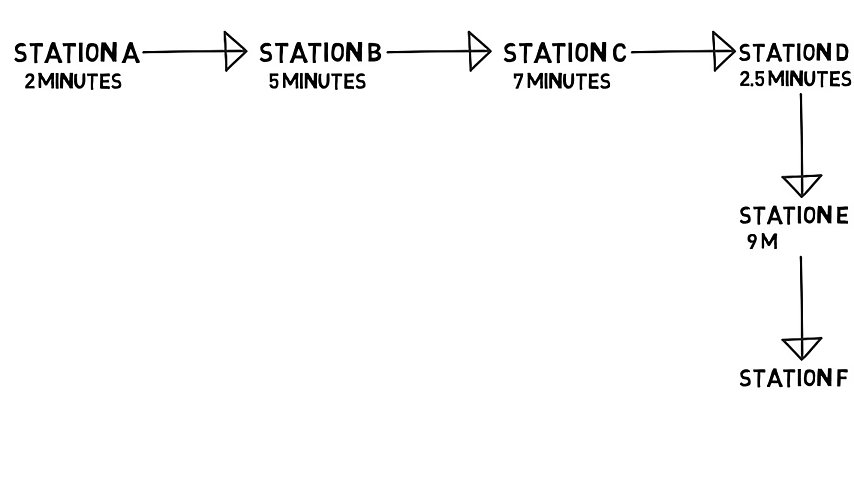 STATION A
2 MINUTES
STATION B
5 MINUTES
STATION C
7 MINUTES
STATION D
2.5 MINUTES
STATION E
9 M
STATION F